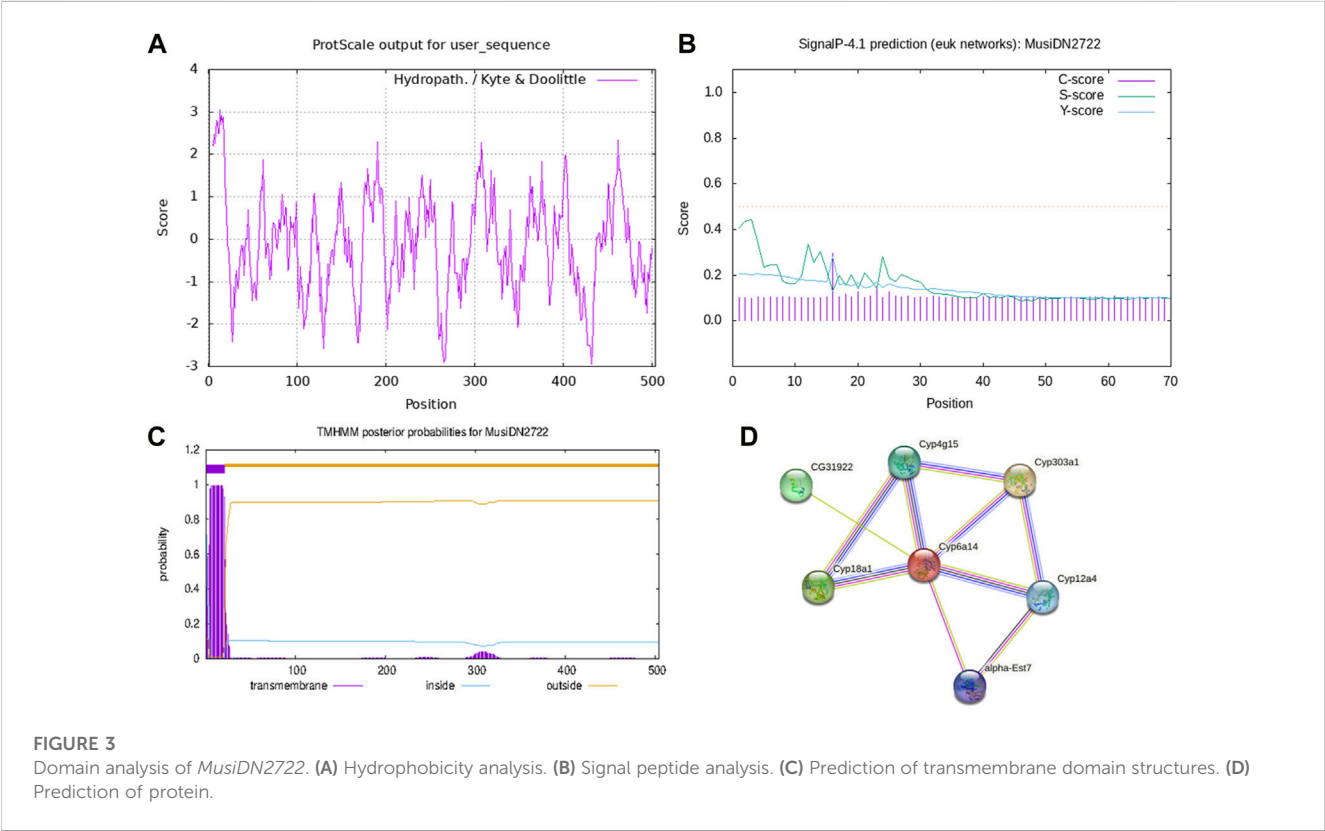 A
ProtScale output for user_sequence
Hydropath. / Kyte & Doolittle
Score
4
3
2
1
0
-1
-2
-3
0 100 200 300 400 500
Position
B
SignalP-4.1 prediction (euk networks): MusiDN2722
C-score
S-score
Y-score
Score
1.0
0.8
0.6
0.4
0.2
0.0
0 10 20 30 40 50 60 70
Position
C
TMHMM posterior probabilities for MusiDN2722
probability
1.2
1
0.8
0.6
0.4
0.2
0
100 200 300 400 500
transmembrane inside outside
D
Cyp4g15
CG31922
Cyp303a1
Cyp6a14
Cyp18a1
Cyp12a4
alpha-Est7
FIGURE 3
Domain analysis of MusiDN2722. (A) Hydrophobicity analysis. (B) Signal peptide analysis. (C) Prediction of transmembrane domain structures. (D)
Prediction of protein.